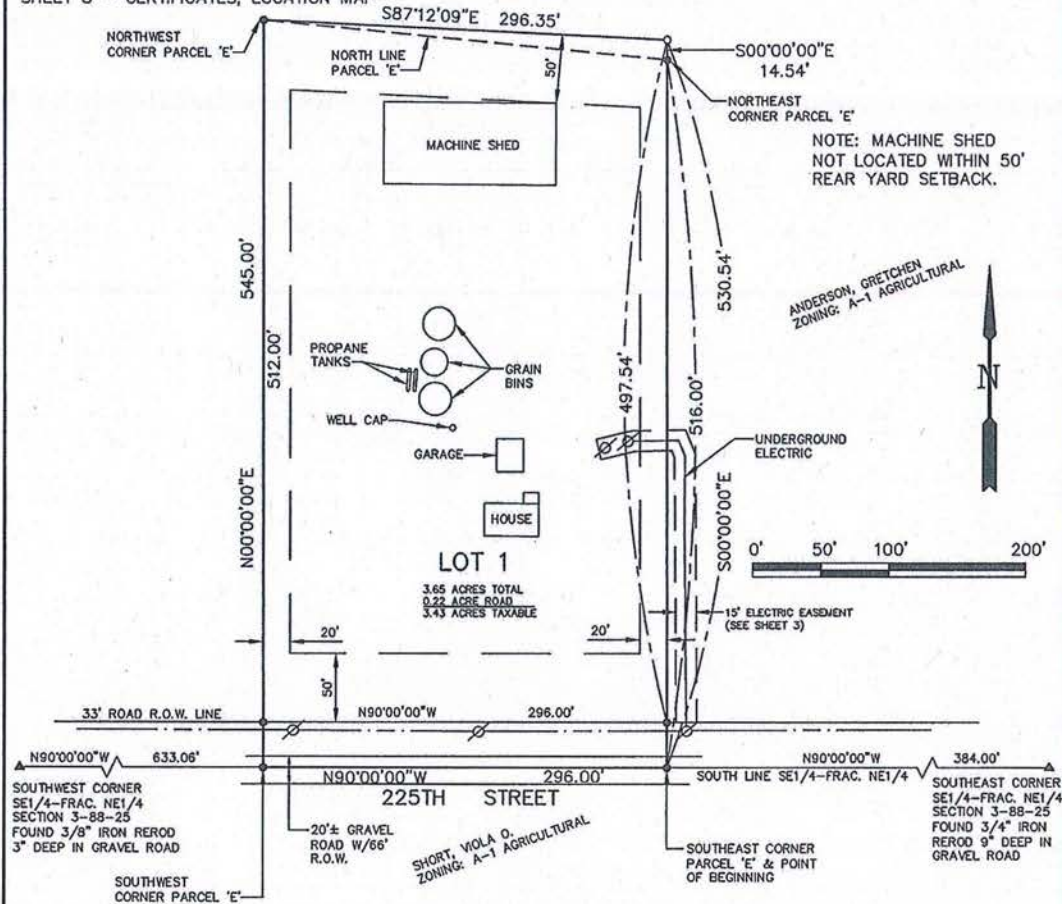 SHEET 3 - CERTIFICATES, LOCATION MAP
S87°12'09"E 296.35'
NORTHWEST
CORNER PARCEL 'E'
NORTH LINE
PARCEL 'E'
50'
S00°00'00"E
14.54'
NORTHEAST
CORNER PARCEL 'E'
MACHINE SHED
NOTE: MACHINE SHED
NOT LOCATED WITHIN 50'
REAR YARD SETBACK.
545.00'
512.00'
N00°00'00"E
530.54'
497.54'
516.00'
S00°00'00"E
ANDERSON, GRETCHEN
ZONING: A-1 AGRICULTURAL
N
PROPANE
TANKS
GRAIN
BINS
WELL CAP
GARAGE
UNDERGROUND
ELECTRIC
HOUSE
LOT 1
3.65 ACRES TOTAL
0.22 ACRE ROAD
3.43 ACRES TAXABLE
0' 50' 100' 200'
15' ELECTRIC EASEMENT
(SEE SHEET 3)
20'
20'
50'
33' ROAD R.O.W. LINE
N90°00'00"W 296.00'
N90°00'00"W 633.06'
N90°00'00"W 296.00'
SOUTH LINE SE1/4-FRAC. NE1/4
N90°00'00"W 384.00'
225TH STREET
SOUTHWEST CORNER
SE1/4-FRAC. NE1/4
SECTION 3-88-25
FOUND 3/8" IRON REROD
3" DEEP IN GRAVEL ROAD
SOUTHEAST CORNER
SE1/4-FRAC. NE1/4
SECTION 3-88-25
FOUND 3/4" IRON
REROD 9" DEEP IN
GRAVEL ROAD
20'± GRAVEL
ROAD W/66'
R.O.W.
SHORT, VIOLA O.
ZONING: A-1 AGRICULTURAL
SOUTHEAST CORNER
PARCEL 'E' & POINT
OF BEGINNING
SOUTHWEST
CORNER PARCEL 'E'